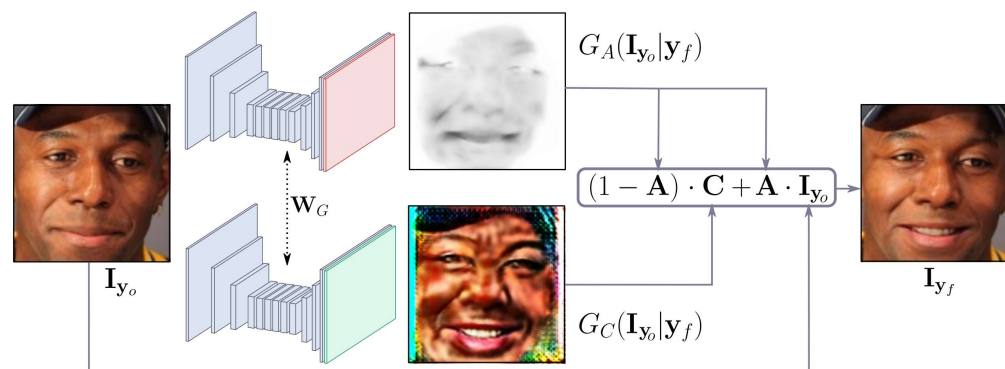 G_A(I_{y_o}|y_f)
(1 − A) · C + A · I_{y_o}
W_G
I_{y_o}
I_{y_f}
G_C(I_{y_o}|y_f)